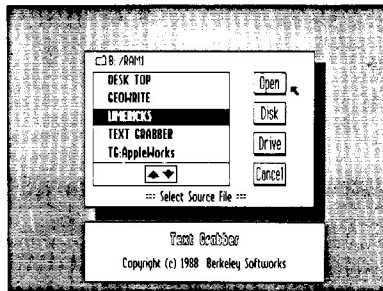 B: /RAM1
DESK TOP
GEOWRITE
LIMERICKS
TEXT GRABBER
TG:AppleWorks
Open
Disk
Drive
Cancel
::: Select Source File :::
Text Grabber
Copyright (c) 1988 Berkeley Softworks